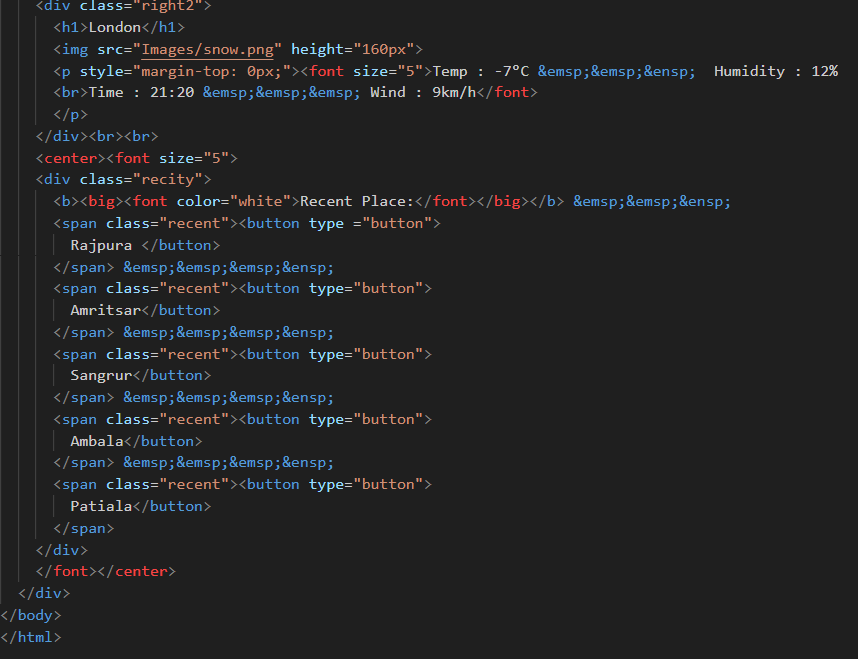 <div class="right2">
<h1>London</h1>
<img src="Images/snow.png" height="160px">
<p style="margin-top: 0px;"><font size="5">Temp : -7°C &emsp;&emsp;&ensp;  Humidity : 12%
<br>Time : 21:20 &emsp;&emsp;&emsp; Wind : 9km/h</font>
</p>
</div><br><br>
<center><font size="5">
<div class="recity">
<b><big><font color="white">Recent Place:</font></big></b> &emsp;&emsp;&ensp;
<span class="recent"><button type ="button">
Rajpura </button>
</span> &emsp;&emsp;&emsp;&ensp;
<span class="recent"><button type="button">
Amritsar</button>
</span> &emsp;&emsp;&emsp;&ensp;
<span class="recent"><button type="button">
Sangrur</button>
</span> &emsp;&emsp;&emsp;&ensp;
<span class="recent"><button type="button">
Ambala</button>
</span> &emsp;&emsp;&emsp;&ensp;
<span class="recent"><button type="button">
Patiala</button>
</span>
</div>
</font></center>
</div>
</body>
</html>